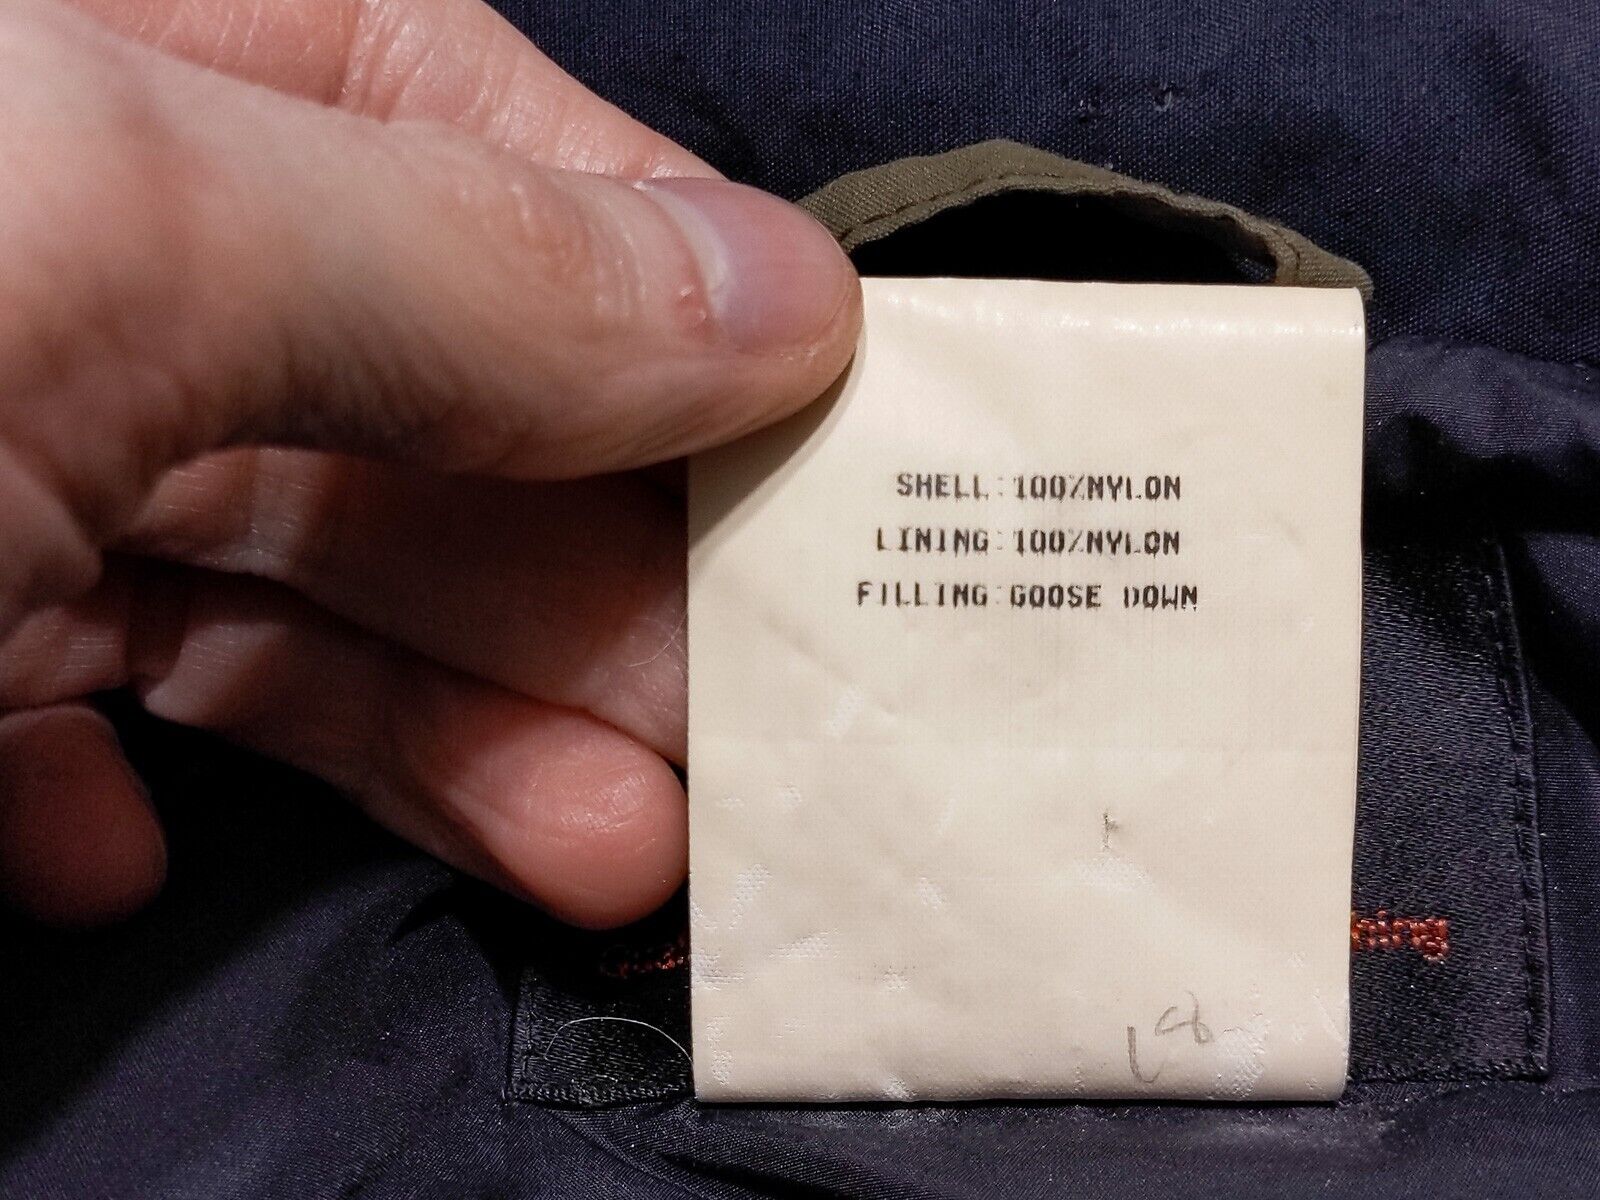 SHELL:100%NYLON
LINING:100%NYLON
FILLING:GOOSE DOWN